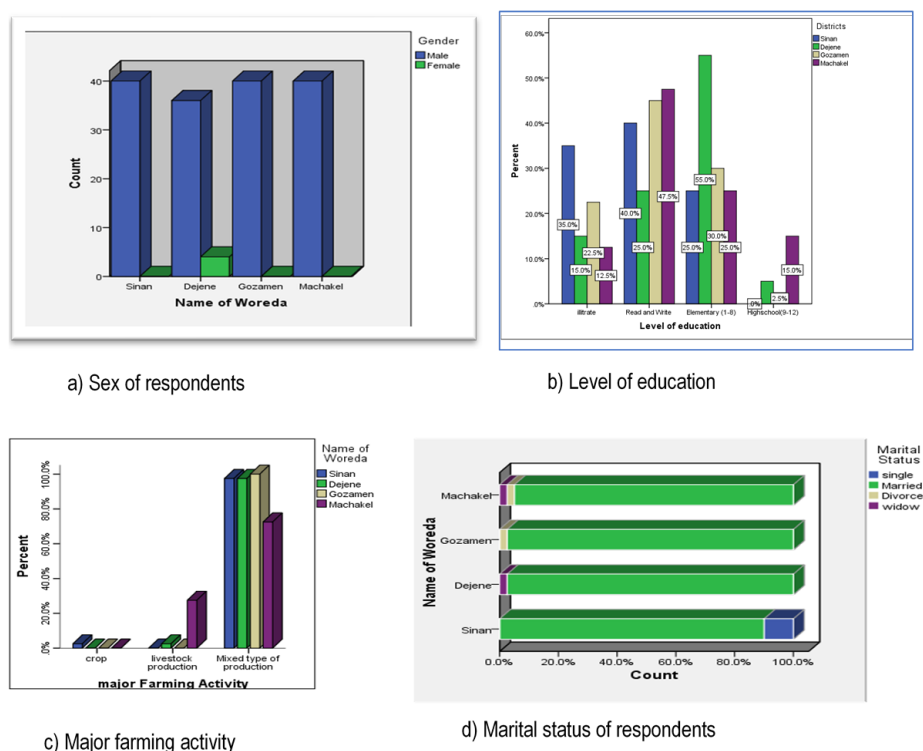 Gender
Male
Female
Count
40
30
20
10
0
Sinan Dejene Gozamen Machakel
Name of Woreda
a) Sex of respondents
Districts
Sinan
Dejene
Gozamen
Machakel
Percent
60.0%
50.0%
40.0%
30.0%
20.0%
10.0%
.0%
35.0%
15.0%
22.5%
12.5%
40.0%
25.0%
47.5%
25.0%
55.0%
30.0%
25.0%
.0%
2.5%
15.0%
illitrate Read and Write Elementary (1-8) Highschool(9-12)
Level of education
b) Level of education
Name of
Woreda
Sinan
Dejene
Gozamen
Machakel
Percent
100.0%
80.0%
60.0%
40.0%
20.0%
.0%
crop livestock production Mixed type of production
major Farming Activity
c) Major farming activity
Marital
Status
single
Married
Divorce
widow
Name of Woreda
Machakel
Gozamen
Dejene
Sinan
0.0% 20.0% 40.0% 60.0% 80.0% 100.0%
Count
d) Marital status of respondents